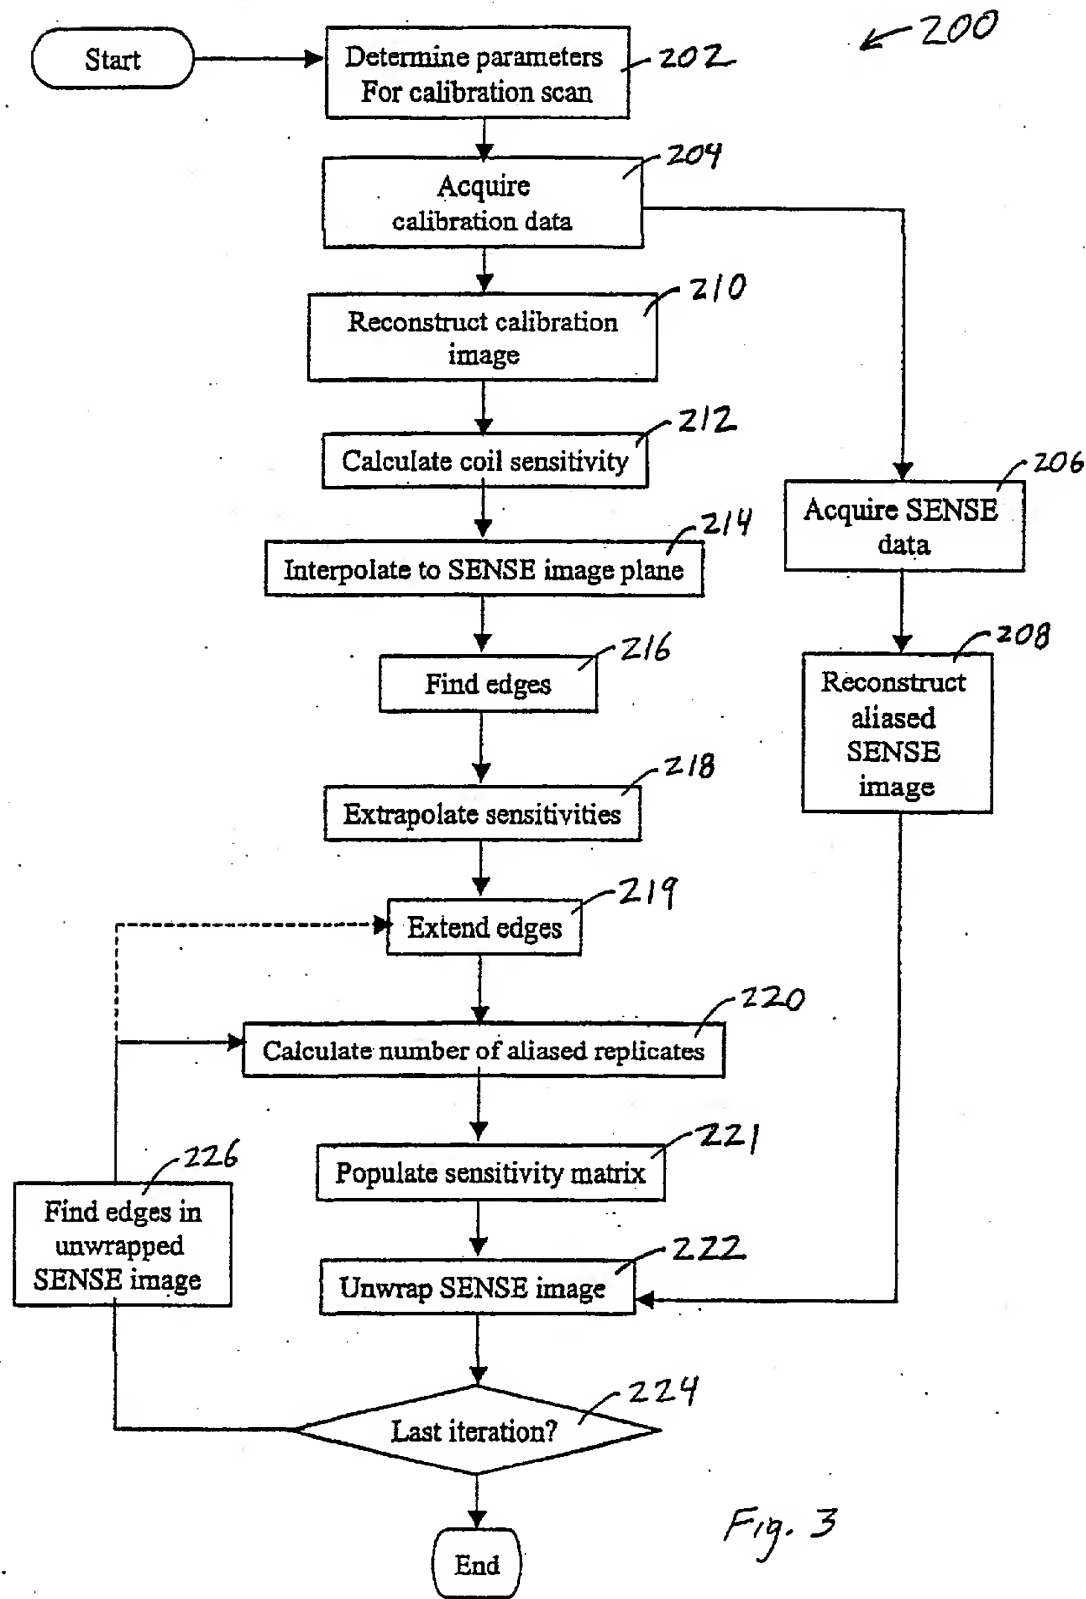 200
Start
Determine parameters
For calibration scan
202
Acquire
calibration data
204
Reconstruct calibration
image
210
Calculate coil sensitivity
212
Acquire SENSE
data
206
Interpolate to SENSE image plane
214
Find edges
216
Reconstruct
aliased
SENSE
image
208
Extrapolate sensitivities
218
Extend edges
219
Calculate number of aliased replicates
220
Populate sensitivity matrix
221
Find edges in
unwrapped
SENSE image
226
Unwrap SENSE image
222
Last iteration?
224
End
Fig. 3